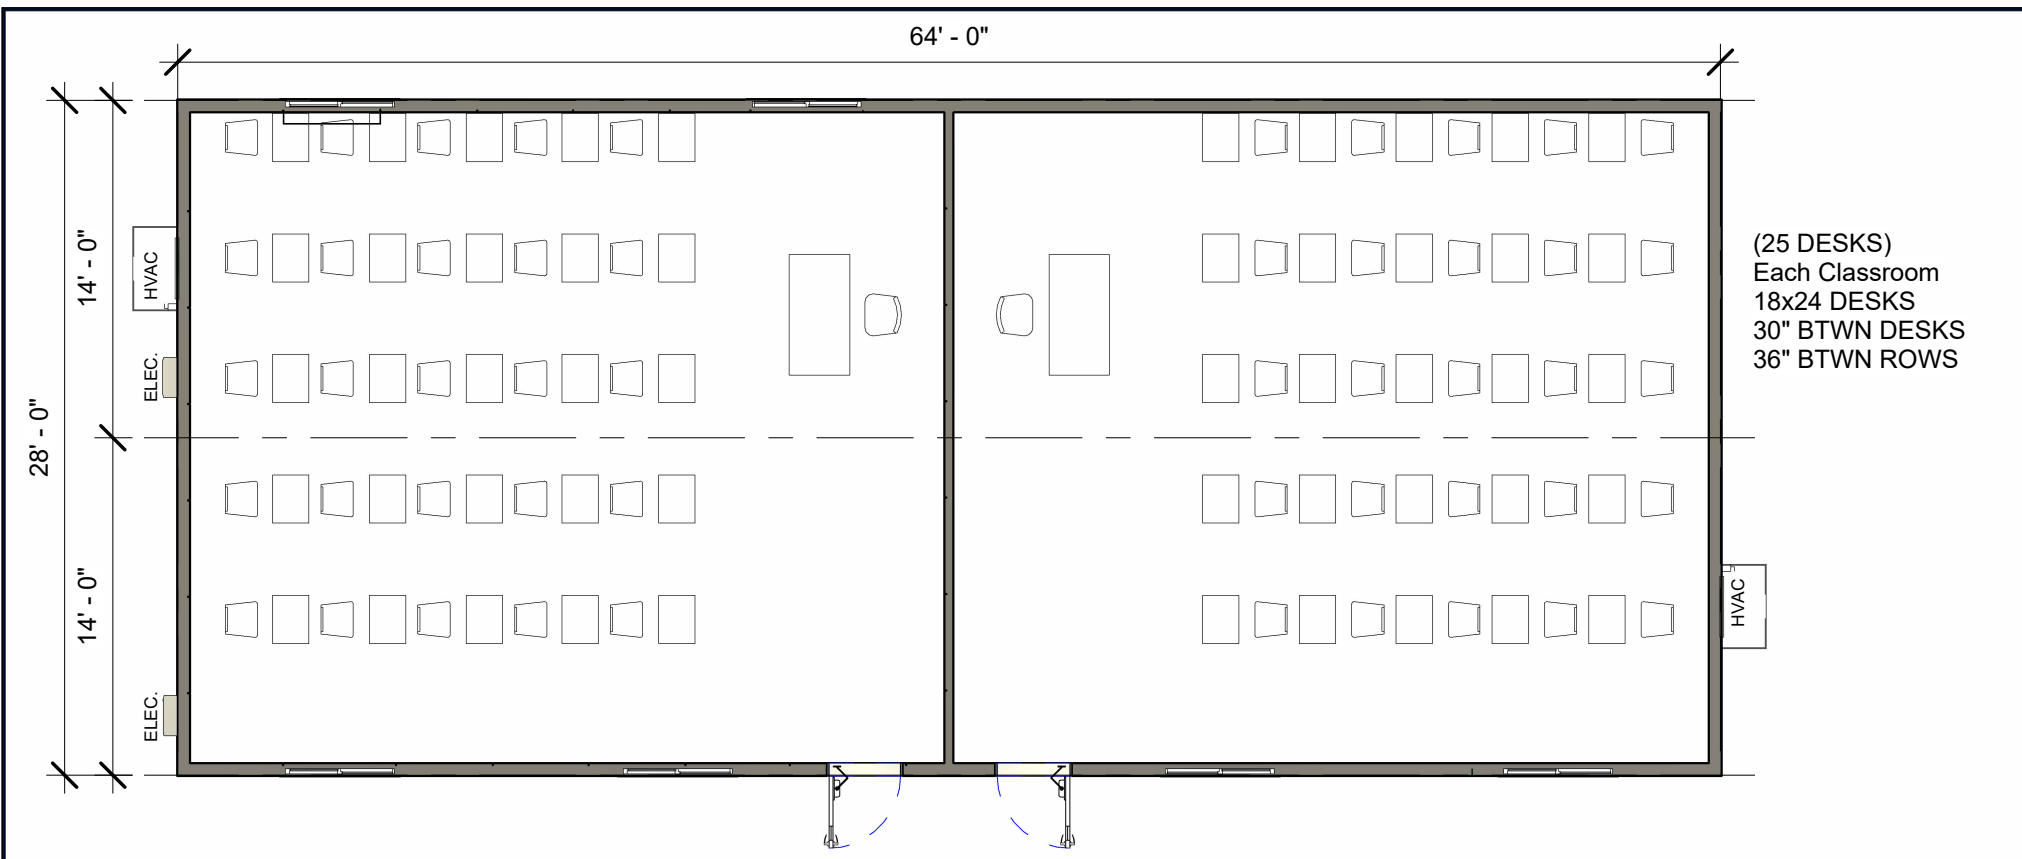 64' - 0"
14' - 0"
HVAC
(25 DESKS)
Each Classroom
18x24 DESKS
30" BTWN DESKS
36" BTWN ROWS
ELEC.
28' - 0"
14' - 0"
HVAC
ELEC.